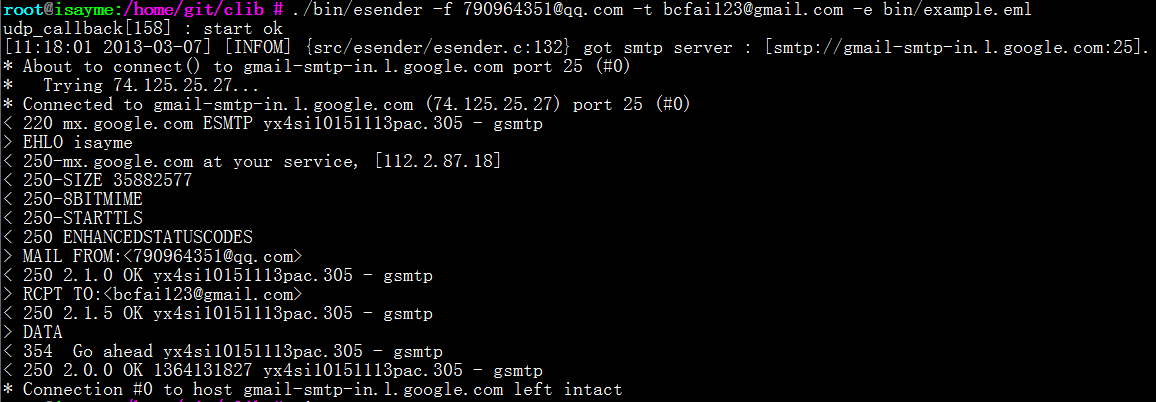 root@isayme:/home/git/clib # ./bin/esender -f 790964351@qq.com -t bcfail23@gmail.com -e bin/example.eml
udp_callback[158] : start ok
[11:18:01 2013-03-07] [INFOM] {src/esender/esender.c:132} got smtp server : [smtp://gmail-smtp-in.l.google.com:25].
* About to connect() to gmail-smtp-in.l.google.com port 25 (#0)
*   Trying 74.125.25.27...
* Connected to gmail-smtp-in.l.google.com (74.125.25.27) port 25 (#0)
< 220 mx.google.com ESMTP yx4si10151113pac.305 - gsmtp
> EHLO isayme
< 250-mx.google.com at your service, [112.2.87.18]
< 250-SIZE 35882577
< 250-8BITMIME
< 250-STARTTLS
< 250 ENHANCEDSTATUSCODES
> MAIL FROM:<790964351@qq.com>
< 250 2.1.0 OK yx4si10151113pac.305 - gsmtp
> RCPT TO:<bcfail23@gmail.com>
< 250 2.1.5 OK yx4si10151113pac.305 - gsmtp
> DATA
< 354  Go ahead yx4si10151113pac.305 - gsmtp
< 250 2.0.0 OK 1364131827 yx4si10151113pac.305 - gsmtp
* Connection #0 to host gmail-smtp-in.l.google.com left intact